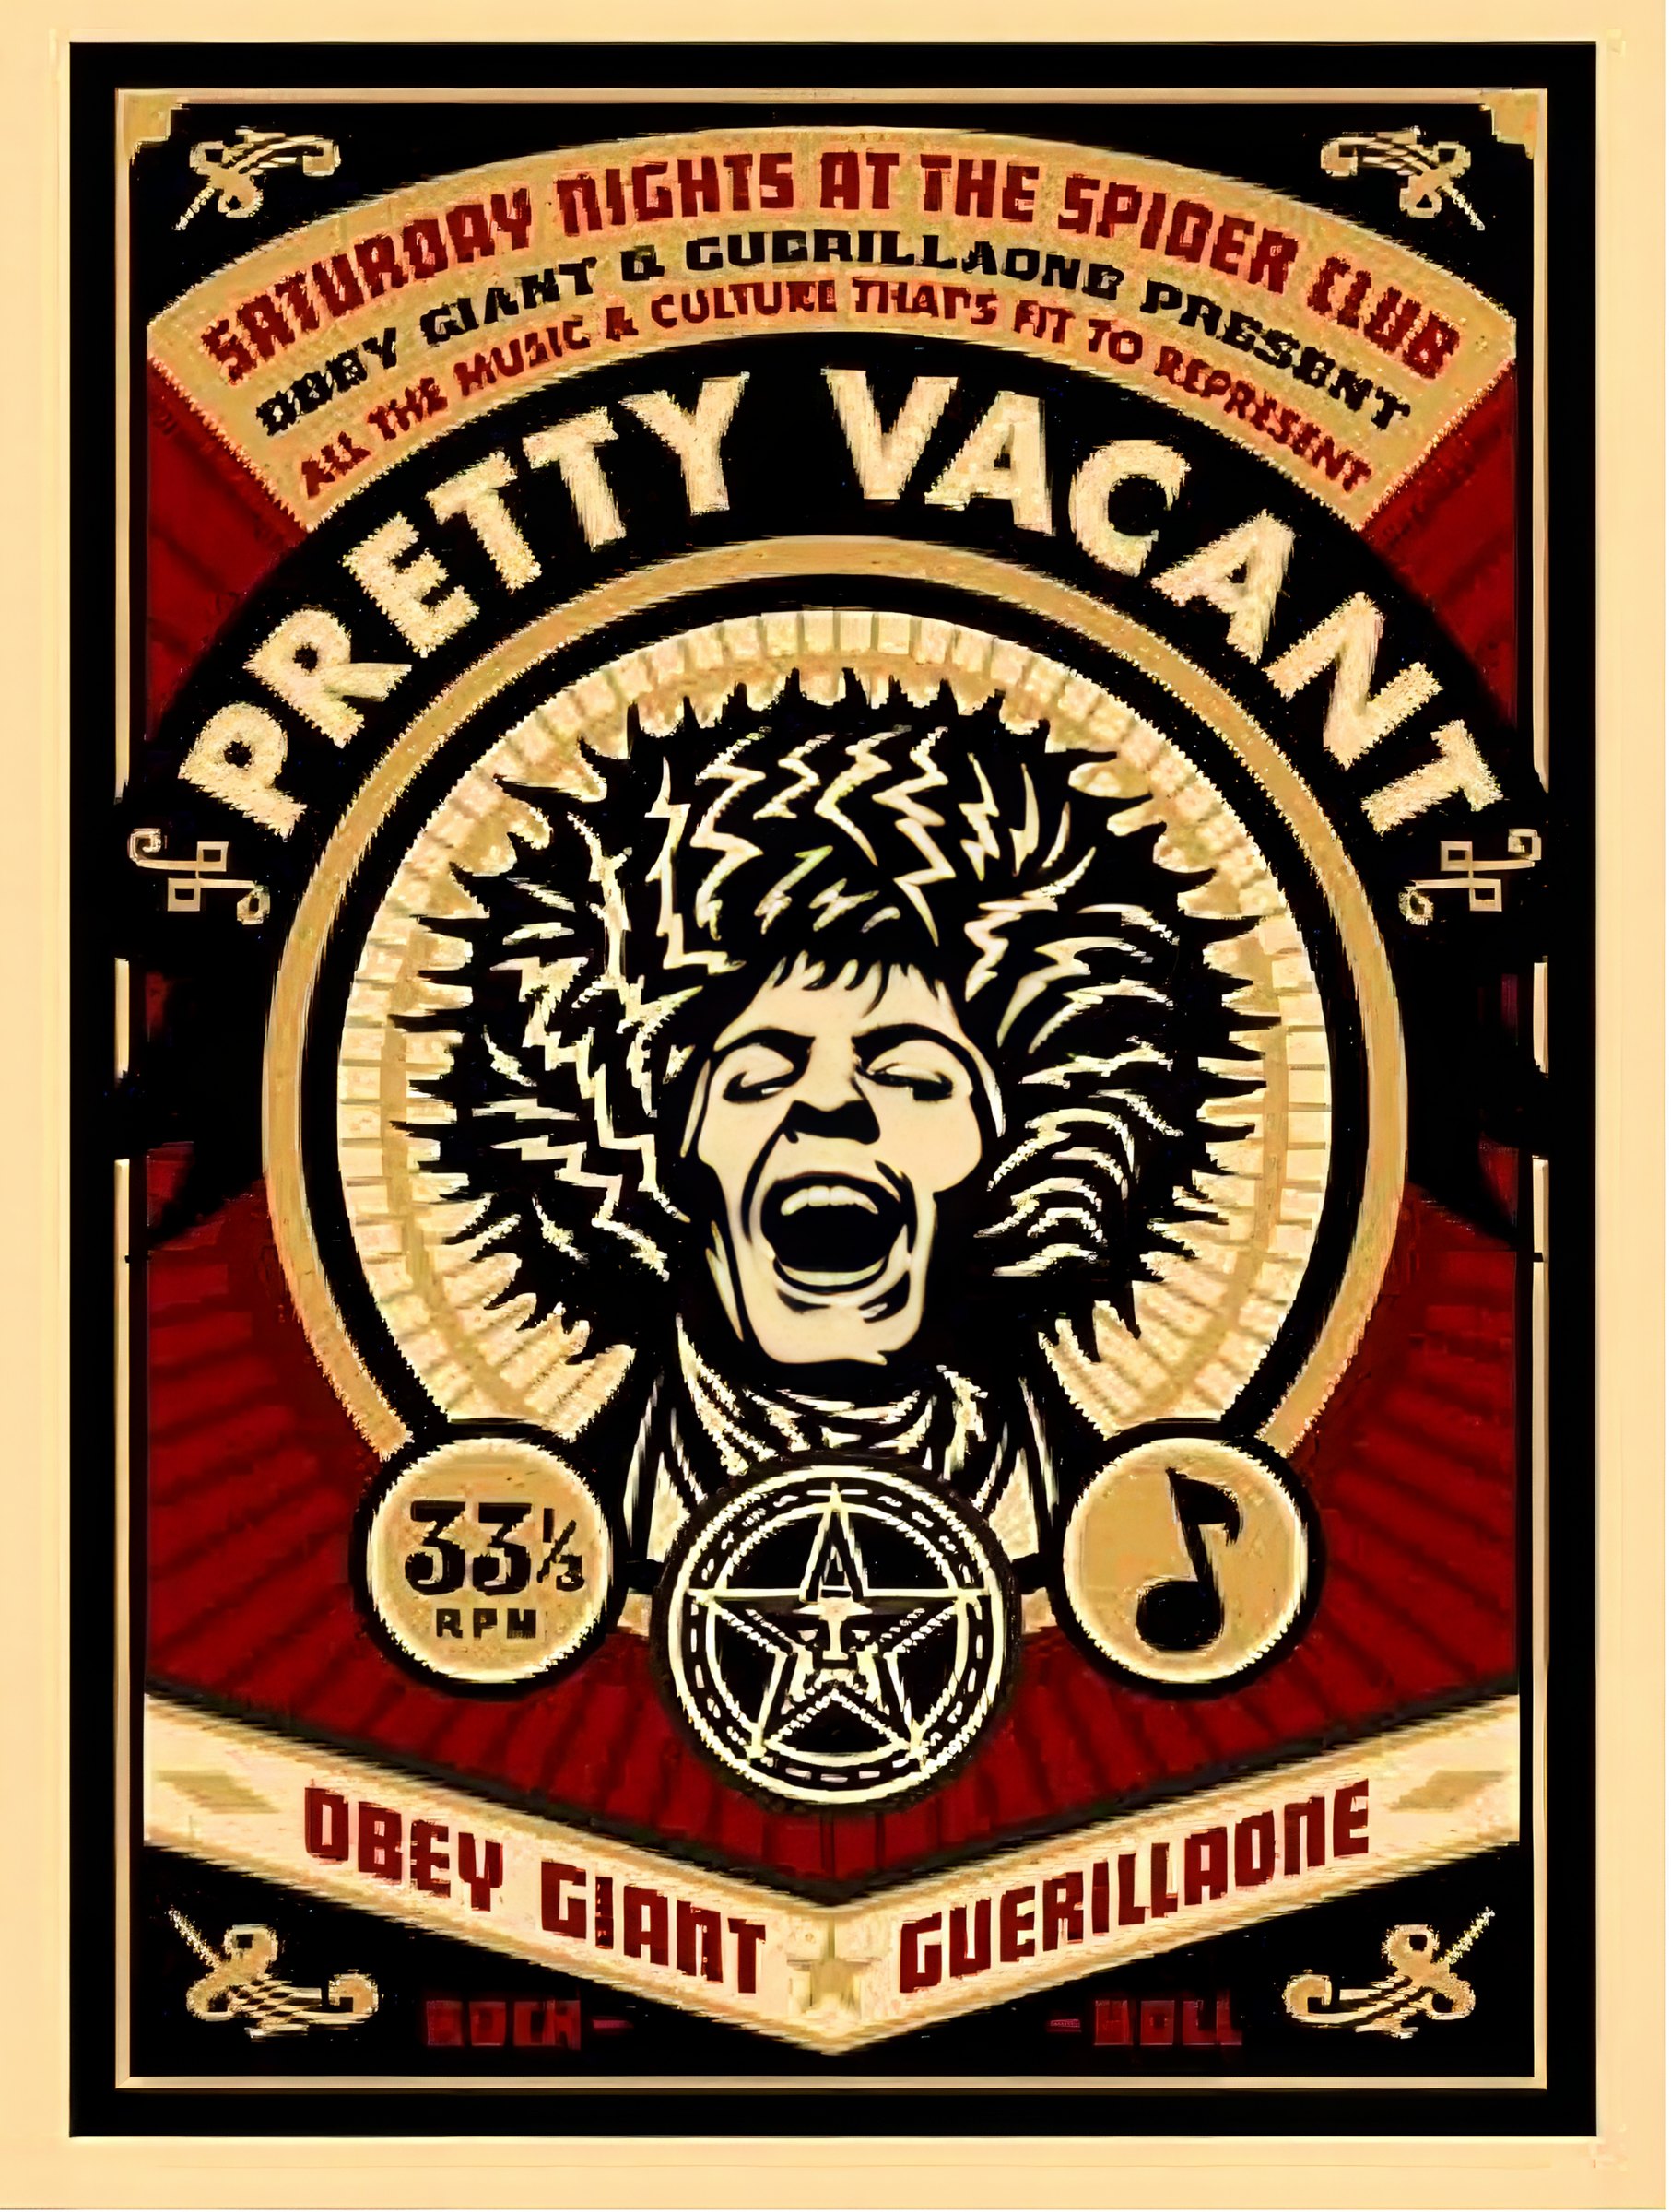 SATURDAY NIGHTS AT THE SPIDER CLUB
OBEY GIANT & GUERILLAONE PRESENT
ALL THE MUSIC & CULTURE THAT'S FIT TO REPRESENT
PRETTY VACANT
33⅓
RPM
OBEY GIANT GUERILLAONE
ROCK- -ROLL